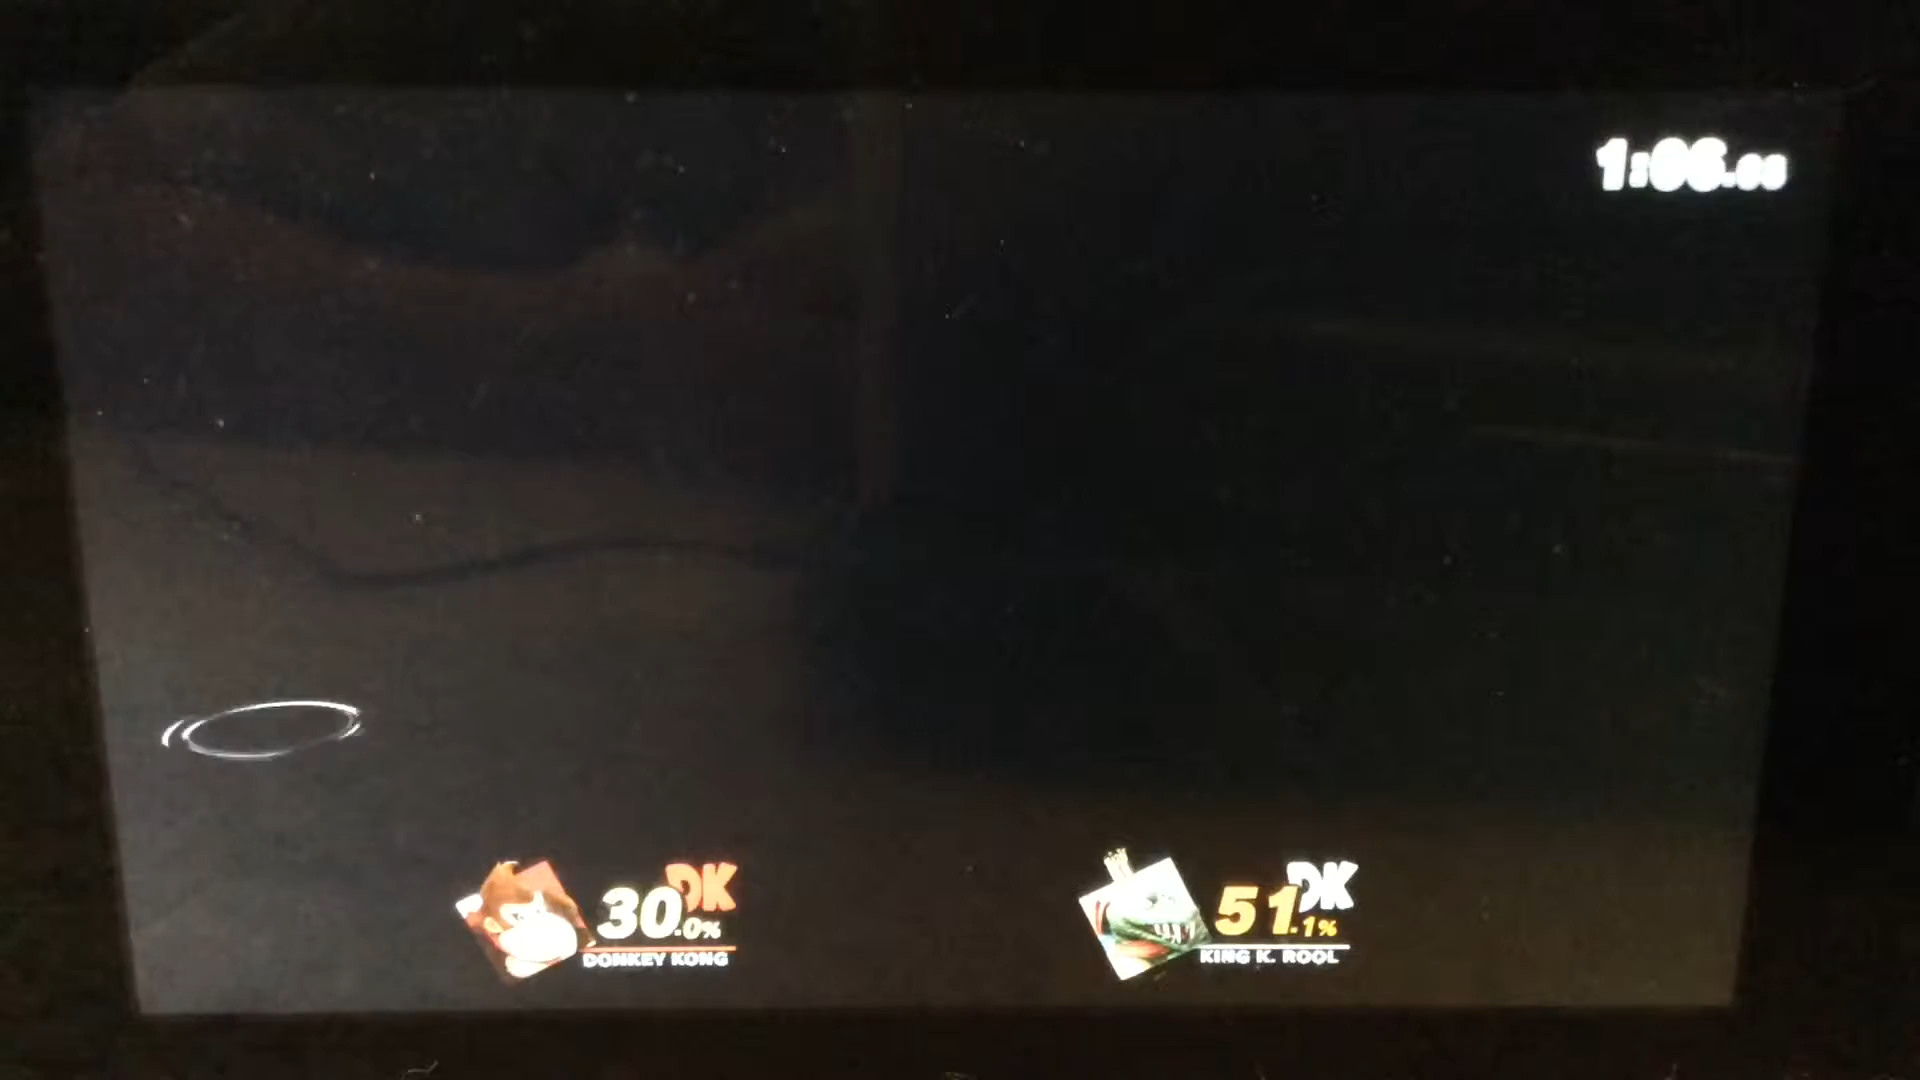 DK
30.0%
DONKEY KONG
DK
51.1%
KING K. ROOL